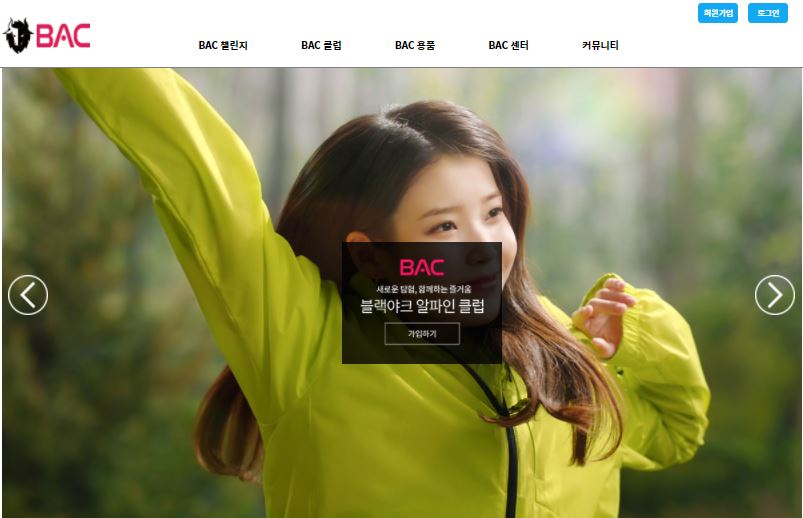 회원가입 로그인
BAC
BAC 챌린지 BAC 클럽 BAC 용품 BAC 센터 커뮤니티
BAC
새로운 탐험, 함께하는 즐거움
블랙야크 알파인 클럽
가입하기